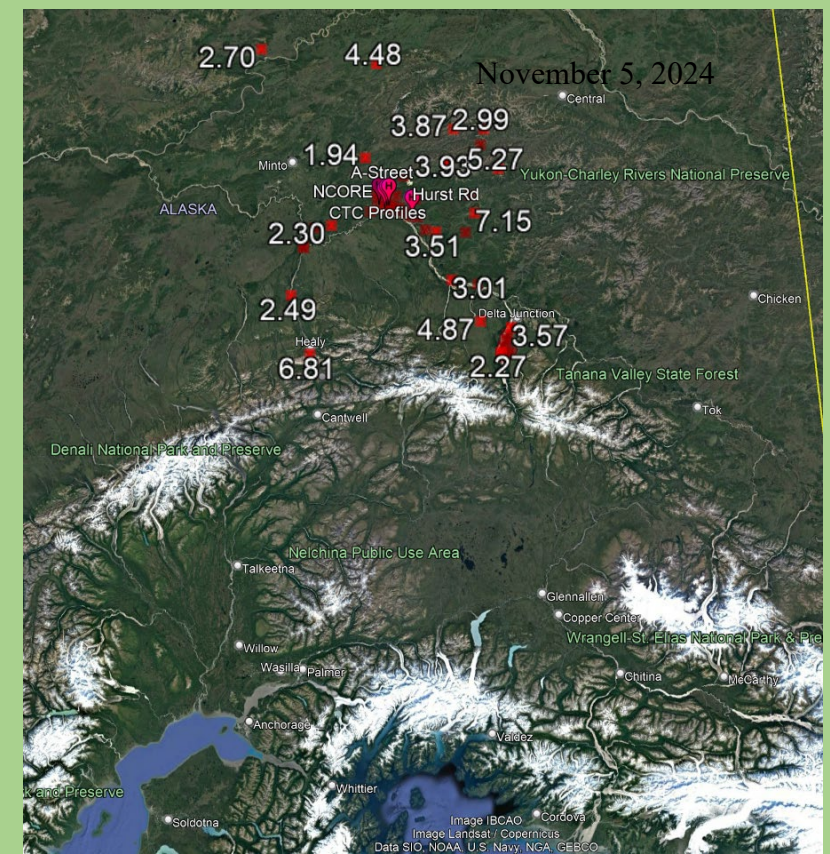 2.70
4.48
November 5, 2024
Central
3.87
2.99
Minto
1.94
A-Street
3.93
5.27
Yukon-Charley Rivers National Preserve
NCORE
Hurst Rd
ALASKA
CTC Profiles
7.15
2.30
3.51
3.01
Chicken
2.49
Delta Junction
4.87
3.57
Healy
6.81
2.27
Tanana Valley State Forest
Tok
Cantwell
Denali National Park and Preserve
Nelchina Public Use Area
Talkeetna
Glennallen
Copper Center
Wrangell-St. Elias National Park & Pre
Willow
Wasilla
Palmer
Chitina
McCarthy
Anchorage
Valdez
Whittier
k and Preserve
Soldotna
Image IBCAO
Cordova
Image Landsat / Copernicus
Data SIO, NOAA, U.S. Navy, NGA, GEBCO